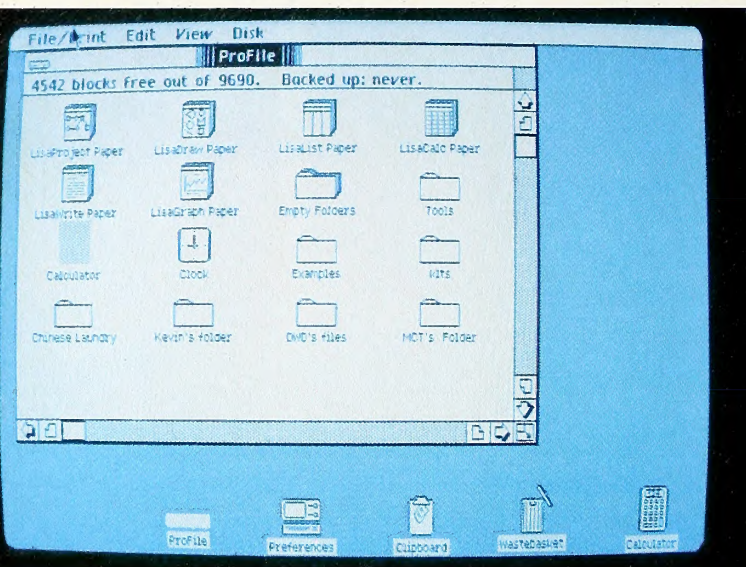 File/Print Edit View Disk
ProFile
4542 blocks free out of 9690. Backed up: never.
LisaProject Paper LisaDraw Paper LisaList Paper LisaCalc Paper
LisaWrite Paper LisaGraph Paper Empty Folders Tools
Calculator Clock Examples kits
Chinese Laundry Kevin's folder DWD's files MCT's Folder
ProFile Preferences Clipboard Wastebasket Calculator